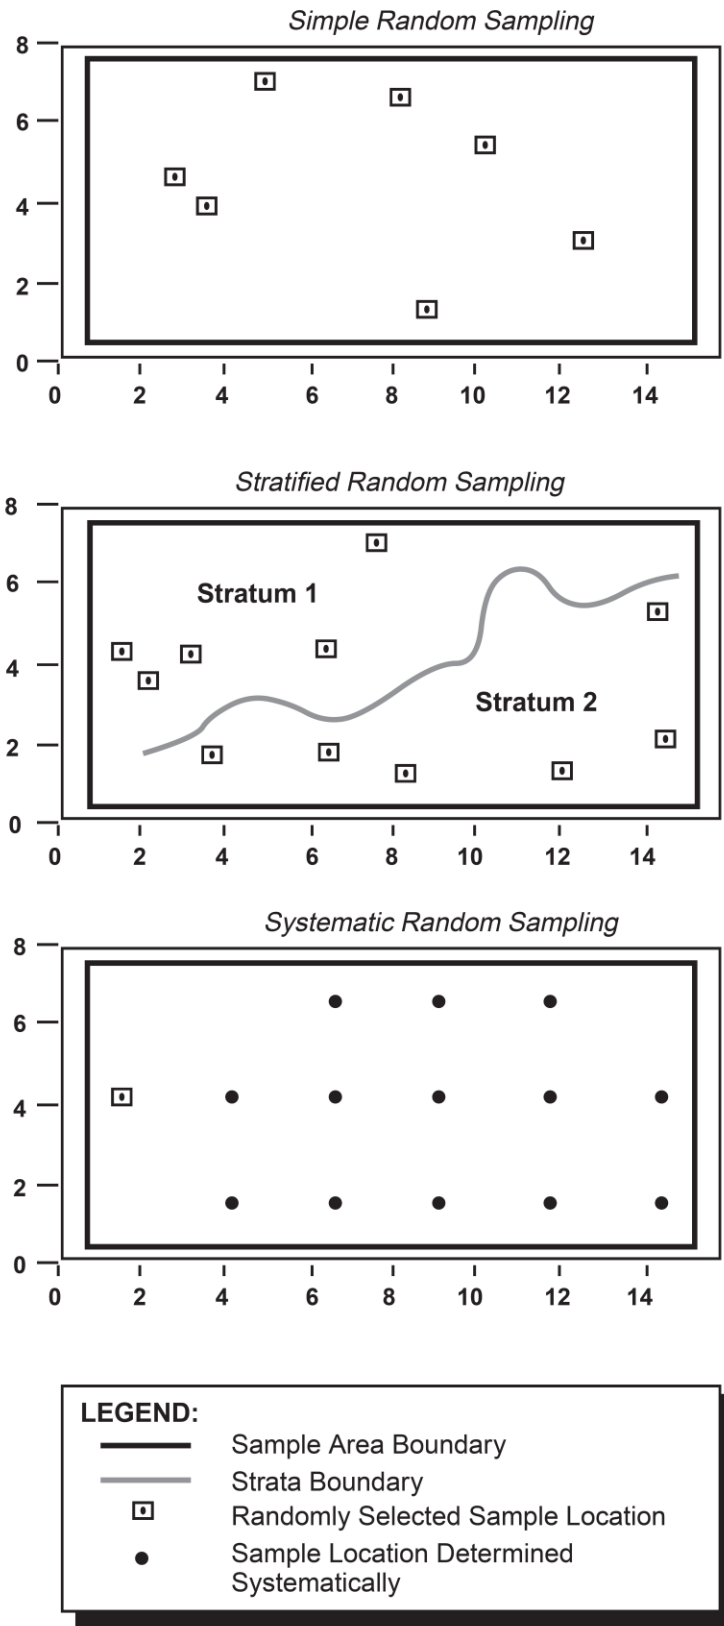 Simple Random Sampling
8
6
4
2
0
0 2 4 6 8 10 12 14
Stratified Random Sampling
8
6
4
2
0
Stratum 1
Stratum 2
0 2 4 6 8 10 12 14
Systematic Random Sampling
8
6
4
2
0
0 2 4 6 8 10 12 14
LEGEND:
Sample Area Boundary
Strata Boundary
Randomly Selected Sample Location
Sample Location Determined
Systematically